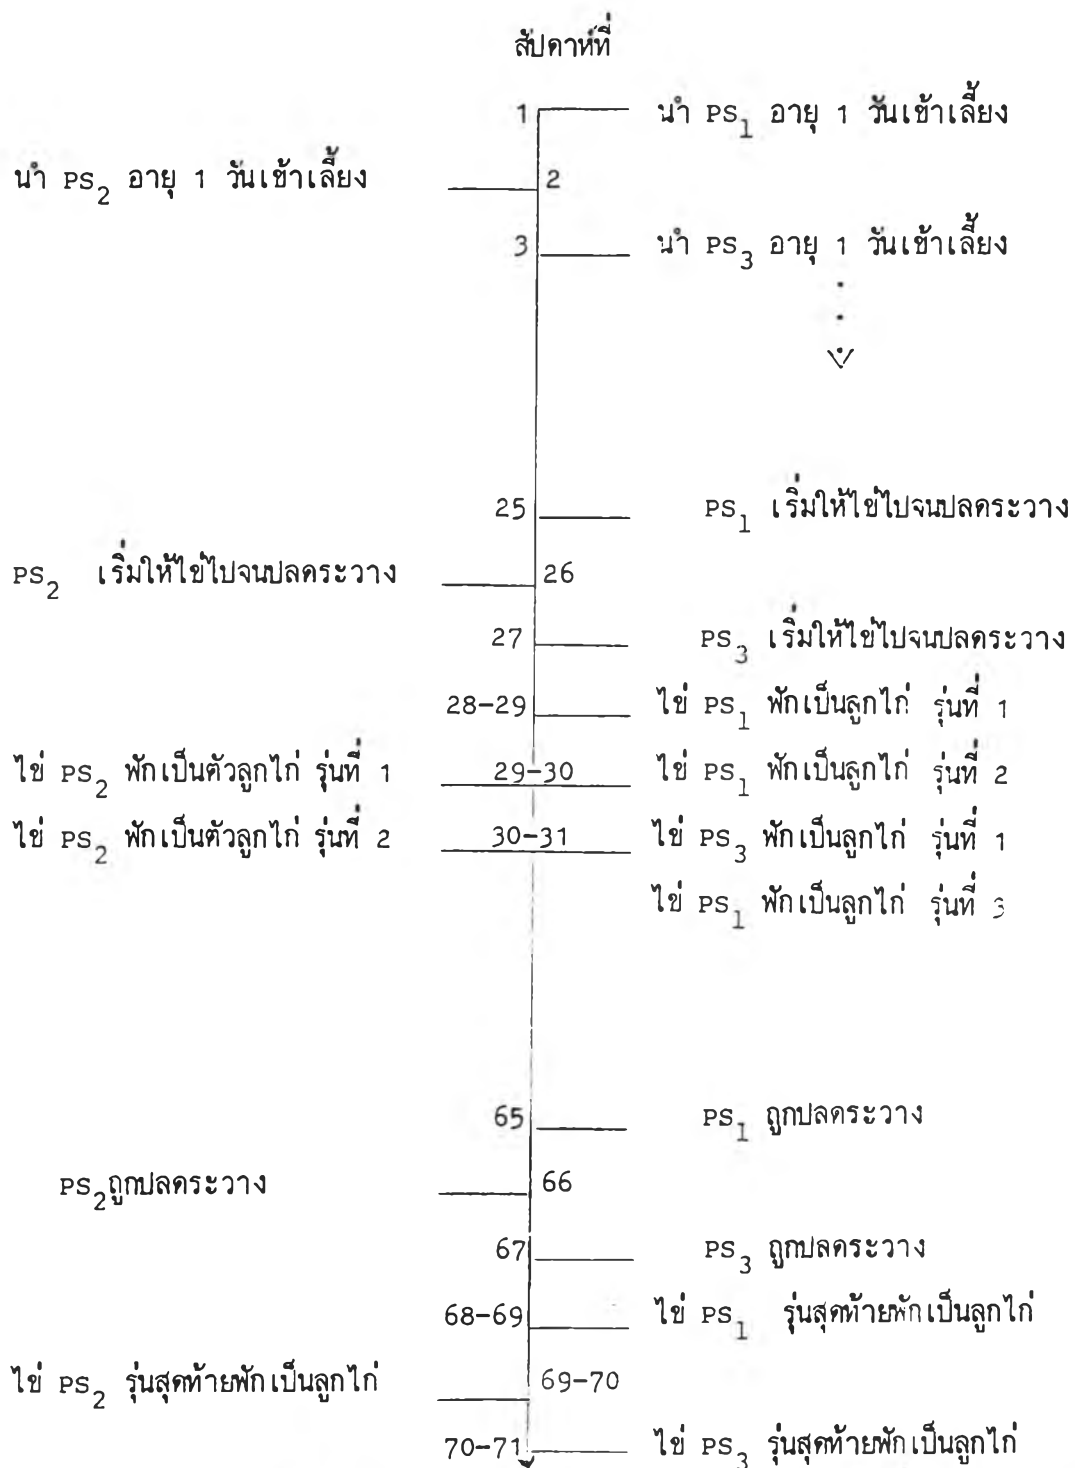 สัปดาห์ที่
1 นำ PS1 อายุ 1 วันเข้าเลี้ยง
นำ PS2 อายุ 1 วันเข้าเลี้ยง 2
3 นำ PS3 อายุ 1 วันเข้าเลี้ยง
25 PS1 เริ่มให้ไข่ไปจนปลดระวาง
PS2 เริ่มให้ไข่ไปจนปลดระวาง 26
27 PS3 เริ่มให้ไข่ไปจนปลดระวาง
28-29 ไข่ PS1 ฟักเป็นลูกไก่ รุ่นที่ 1
ไข่ PS2 ฟักเป็นตัวลูกไก่ รุ่นที่ 1 29-30 ไข่ PS1 ฟักเป็นลูกไก่ รุ่นที่ 2
ไข่ PS2 ฟักเป็นตัวลูกไก่ รุ่นที่ 2 30-31 ไข่ PS3 ฟักเป็นลูกไก่ รุ่นที่ 1
ไข่ PS1 ฟักเป็นลูกไก่ รุ่นที่ 3
65 PS1 ถูกปลดระวาง
PS2ถูกปลดระวาง 66
67 PS3 ถูกปลดระวาง
68-69 ไข่ PS1 รุ่นสุดท้ายฟักเป็นลูกไก่
ไข่ PS2 รุ่นสุดท้ายฟักเป็นลูกไก่ 69-70
70-71 ไข่ PS3 รุ่นสุดท้ายฟักเป็นลูกไก่